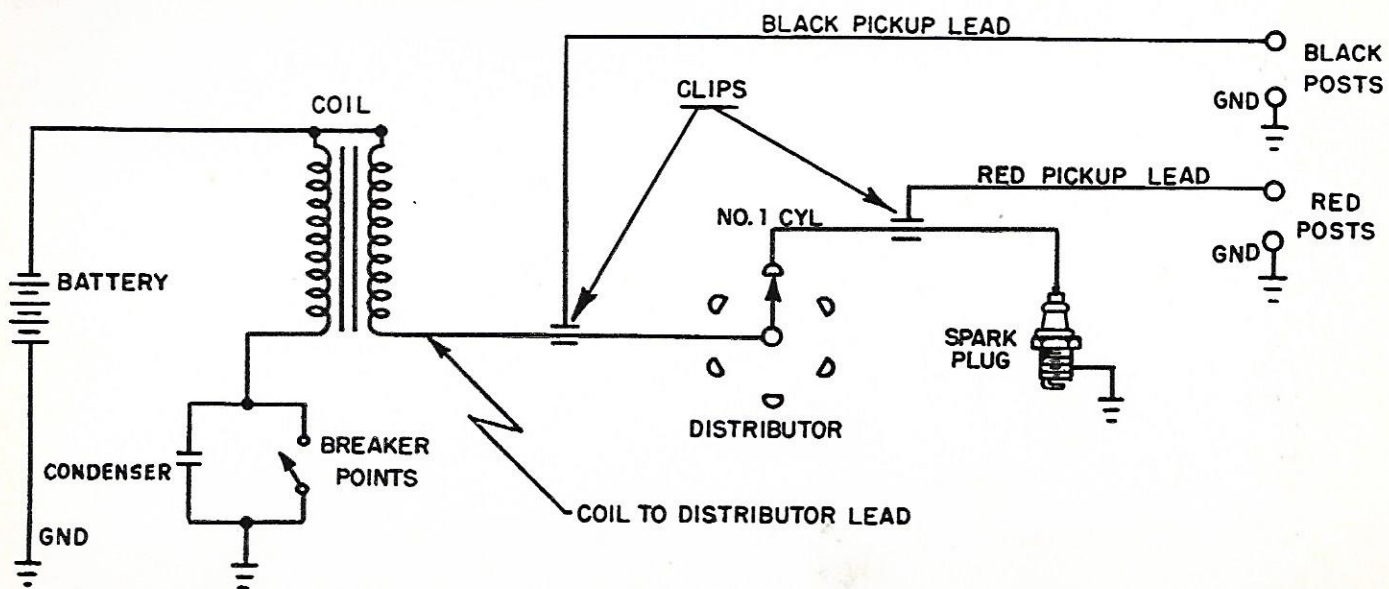 BLACK PICKUP LEAD
BLACK
POSTS
CLIPS
GND
COIL
RED PICKUP LEAD
RED
POSTS
NO. 1 CYL
GND
BATTERY
SPARK
PLUG
DISTRIBUTOR
BREAKER
POINTS
CONDENSER
COIL TO DISTRIBUTOR LEAD
GND